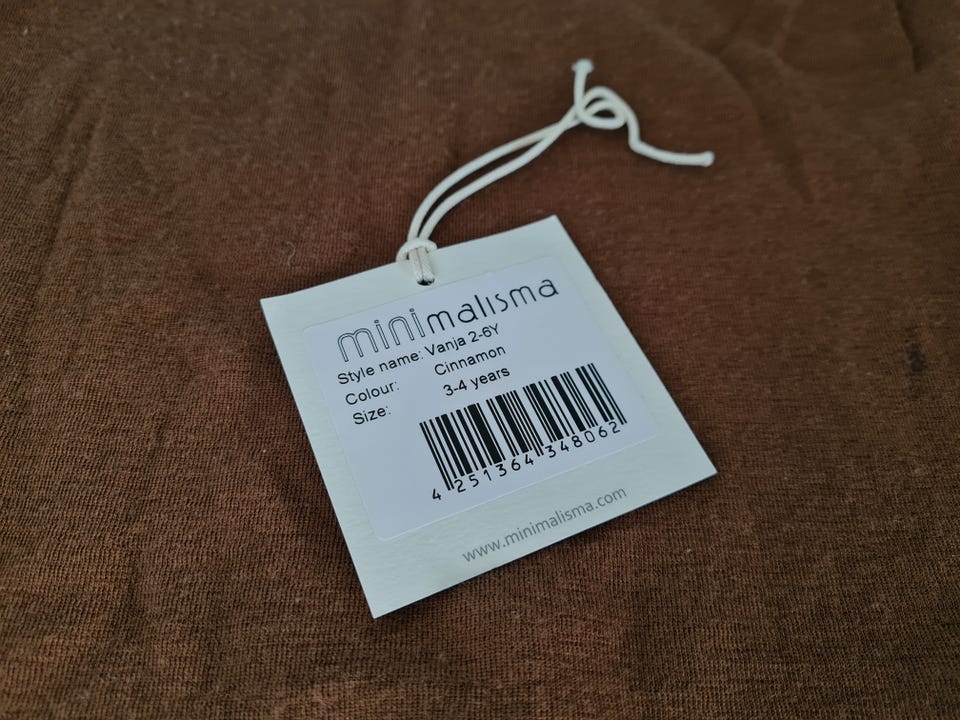 minimalisma
Style name: Vanja 2-6Y
Colour: Cinnamon
Size: 3-4 years
4 251364 348062
www.minimalisma.com